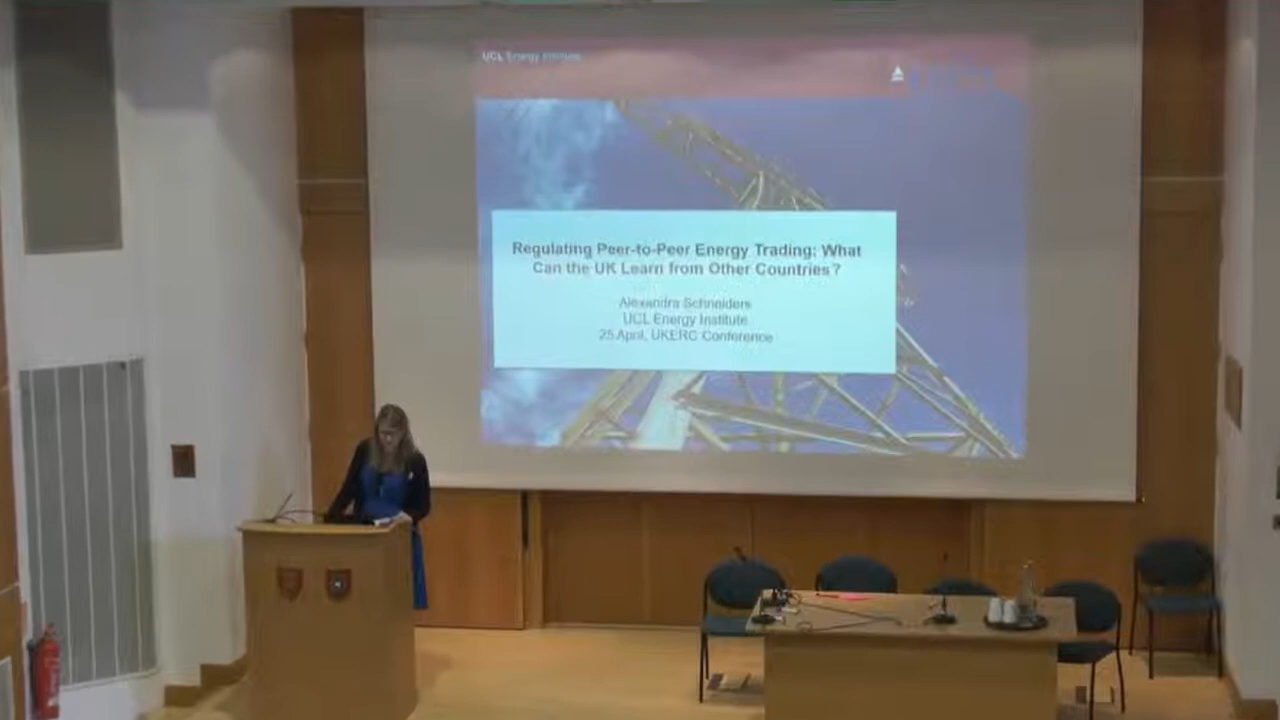 UCL Energy Institute
Regulating Peer-to-Peer Energy Trading: What
Can the UK Learn from Other Countries?
Alexandra Schneiders
UCL Energy Institute
25 April, UKERC Conference